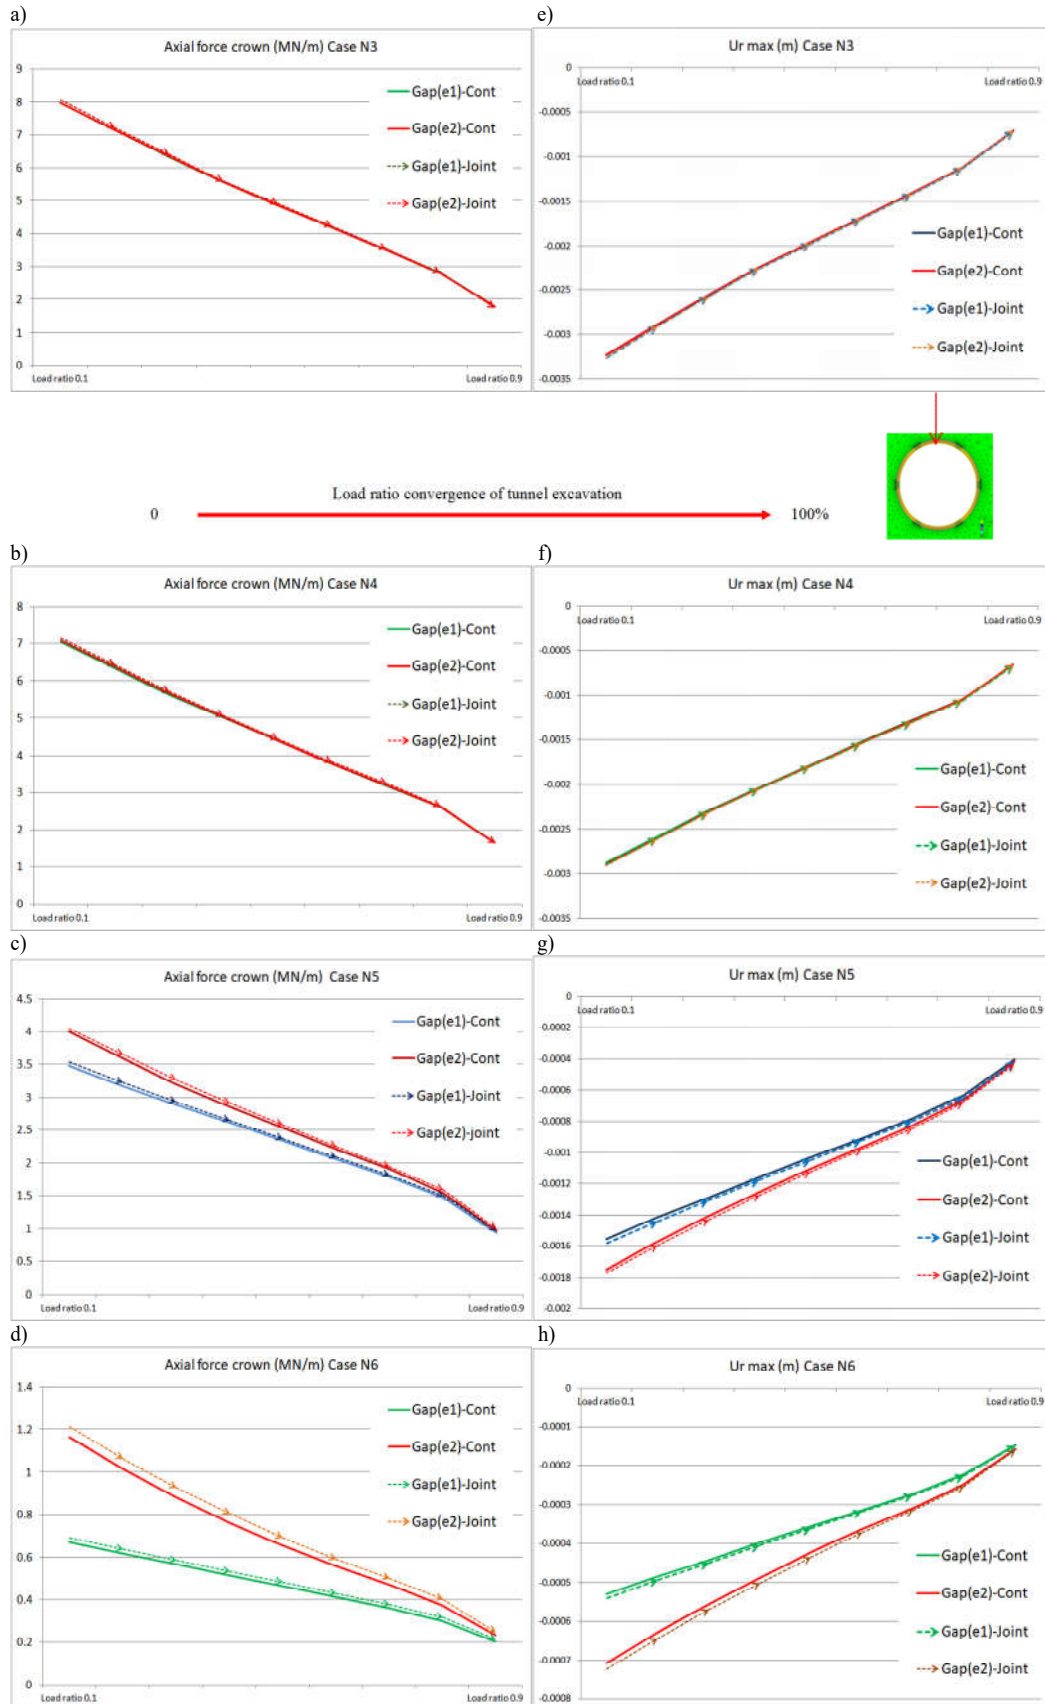 a)
Axial force crown (MN/m) Case N3
9
8
7
6
5
4
3
2
1
0
Load ratio 0.1
Load ratio 0.9
Gap(e1)-Cont
Gap(e2)-Cont
Gap(e1)-Joint
Gap(e2)-Joint
e)
Ur max (m) Case N3
0
-0.0005
-0.001
-0.0015
-0.002
-0.0025
-0.003
-0.0035
Load ratio 0.1
Load ratio 0.9
Gap(e1)-Cont
Gap(e2)-Cont
Gap(e1)-Joint
Gap(e2)-Joint
Load ratio convergence of tunnel excavation
0
100%
b)
Axial force crown (MN/m) Case N4
8
7
6
5
4
3
2
1
0
Load ratio 0.1
Load ratio 0.9
Gap(e1)-Cont
Gap(e2)-Cont
Gap(e1)-Joint
Gap(e2)-Joint
f)
Ur max (m) Case N4
0
-0.0005
-0.001
-0.0015
-0.002
-0.0025
-0.003
-0.0035
Load ratio 0.1
Load ratio 0.9
Gap(e1)-Cont
Gap(e2)-Cont
Gap(e1)-Joint
Gap(e2)-Joint
c)
Axial force crown (MN/m) Case N5
4.5
4
3.5
3
2.5
2
1.5
1
0.5
0
Load ratio 0.1
Load ratio 0.9
Gap(e1)-Cont
Gap(e2)-Cont
Gap(e1)-Joint
Gap(e2)-joint
g)
Ur max (m) Case N5
0
-0.0002
-0.0004
-0.0006
-0.0008
-0.001
-0.0012
-0.0014
-0.0016
-0.0018
-0.002
Load ratio 0.1
Load ratio 0.9
Gap(e1)-Cont
Gap(e2)-Cont
Gap(e1)-Joint
Gap(e2)-Joint
d)
Axial force crown (MN/m) Case N6
1.4
1.2
1
0.8
0.6
0.4
0.2
0
Load ratio 0.1
Load ratio 0.9
Gap(e1)-Cont
Gap(e2)-Cont
Gap(e1)-Joint
Gap(e2)-Joint
h)
Ur max (m) Case N6
0
-0.0001
-0.0002
-0.0003
-0.0004
-0.0005
-0.0006
-0.0007
-0.0008
Load ratio 0.1
Load ratio 0.9
Gap(e1)-Cont
Gap(e2)-Cont
Gap(e1)-Joint
Gap(e2)-Joint